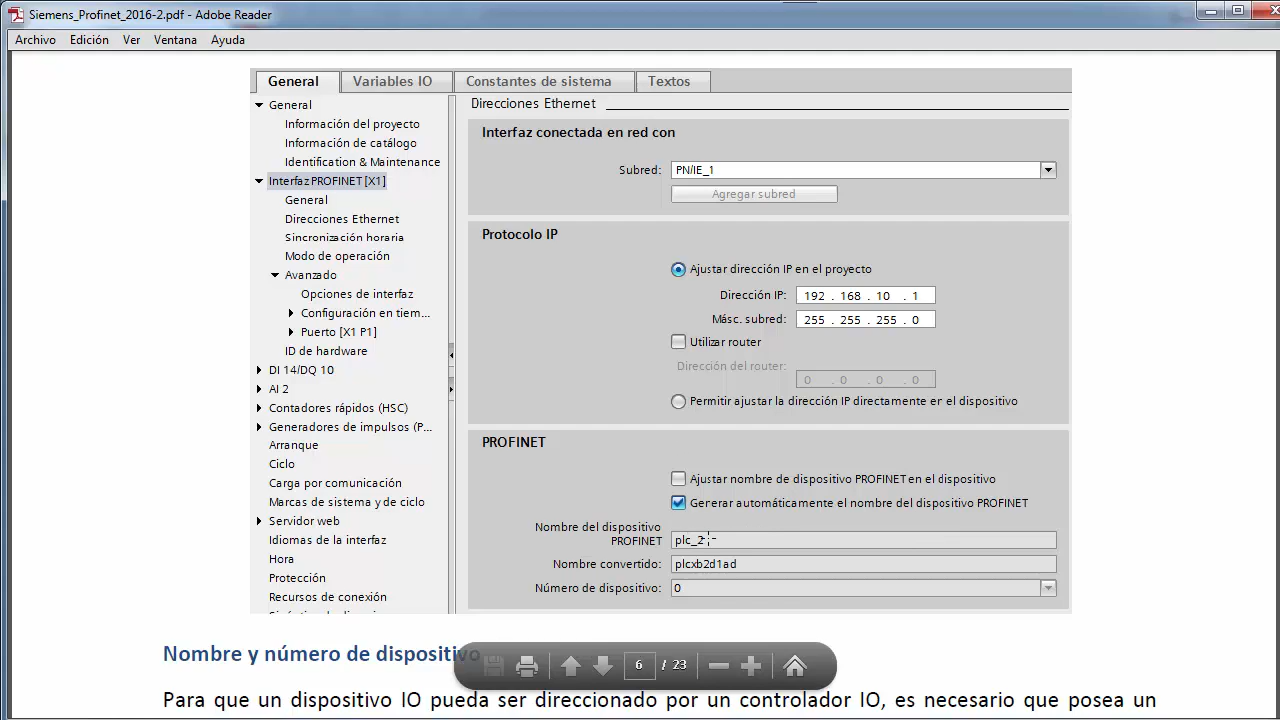 Siemens_Profinet_2016-2.pdf - Adobe Reader
Archivo Edición Ver Ventana Ayuda
General Variables IO Constantes de sistema Textos
General
Información del proyecto
Información de catálogo
Identification & Maintenance
Interfaz PROFINET [X1]
General
Direcciones Ethernet
Sincronización horaria
Modo de operación
Avanzado
Opciones de interfaz
Configuración en tiem...
Puerto [X1 P1]
ID de hardware
DI 14/DQ 10
AI 2
Contadores rápidos (HSC)
Generadores de impulsos (P...
Arranque
Ciclo
Carga por comunicación
Marcas de sistema y de ciclo
Servidor web
Idiomas de la interfaz
Hora
Protección
Recursos de conexión
Direcciones Ethernet
Interfaz conectada en red con
Subred: PN/IE_1
Agregar subred
Protocolo IP
Ajustar dirección IP en el proyecto
Dirección IP: 192 . 168 . 10 . 1
Másc. subred: 255 . 255 . 255 . 0
Utilizar router
Dirección del router: 0 . 0 . 0 . 0
Permitir ajustar la dirección IP directamente en el dispositivo
PROFINET
Ajustar nombre de dispositivo PROFINET en el dispositivo
Generar automáticamente el nombre del dispositivo PROFINET
Nombre del dispositivo
PROFINET plc_2
Nombre convertido: plcxb2d1ad
Número de dispositivo: 0
Nombre y número de dispositivo
6 / 23
Para que un dispositivo IO pueda ser direccionado por un controlador IO, es necesario que posea un